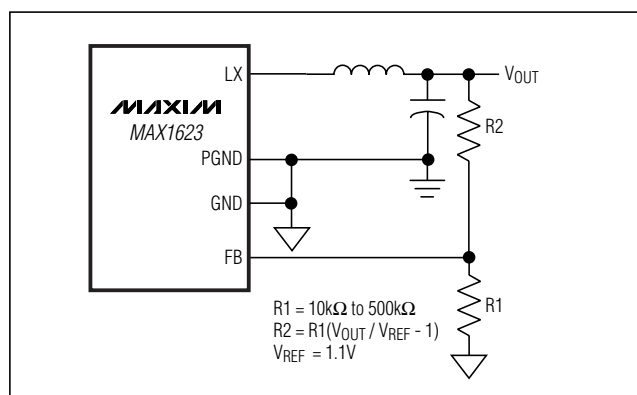 LX
VOUT
MAXIM
MAX1623
R2
PGND
GND
FB
R1
R1 = 10kΩ to 500kΩ
R2 = R1(VOUT / VREF - 1)
VREF = 1.1V